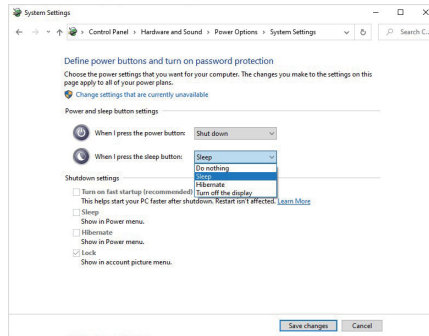 System Settings
Control Panel > Hardware and Sound > Power Options > System Settings
Search C...
Define power buttons and turn on password protection
Choose the power settings that you want for your computer. The changes you make to the settings on this
page apply to all of your power plans.
Change settings that are currently unavailable
Power and sleep button settings
When I press the power button: Shut down
When I press the sleep button: Sleep
Do nothing
Sleep
Hibernate
Turn off the display
Shutdown settings
Turn on fast startup (recommended)
This helps start your PC faster after shutdown. Restart isn't affected. Learn More
Sleep
Show in Power menu.
Hibernate
Show in Power menu.
Lock
Show in account picture menu.
Save changes Cancel